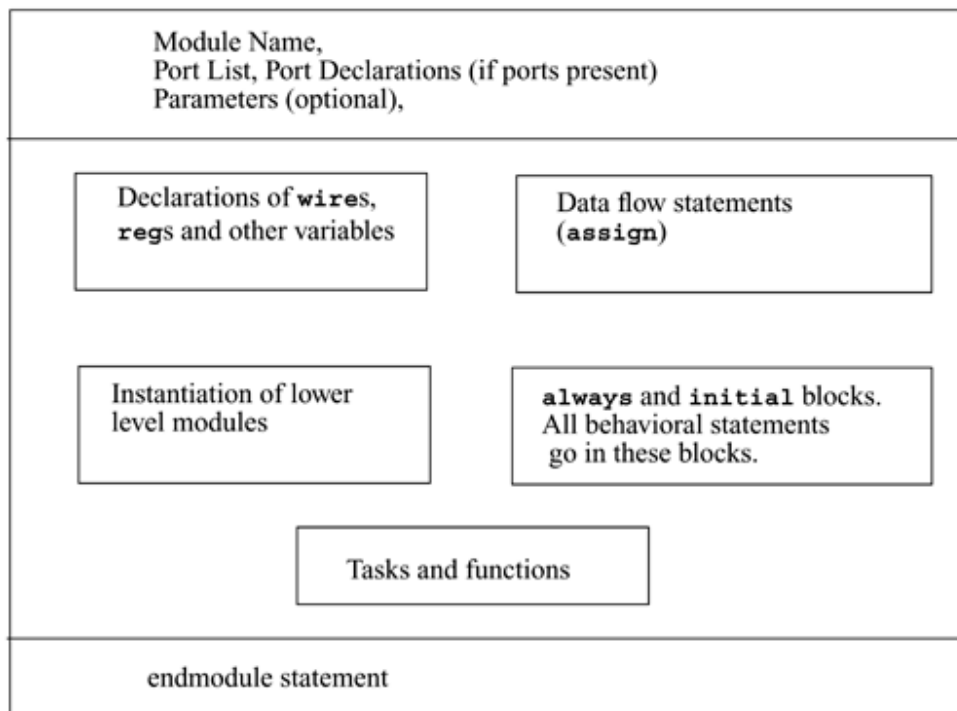 Module Name,
Port List, Port Declarations (if ports present)
Parameters (optional),
Declarations of wires,
regs and other variables
Data flow statements
(assign)
Instantiation of lower
level modules
always and initial blocks.
All behavioral statements
go in these blocks.
Tasks and functions
endmodule statement